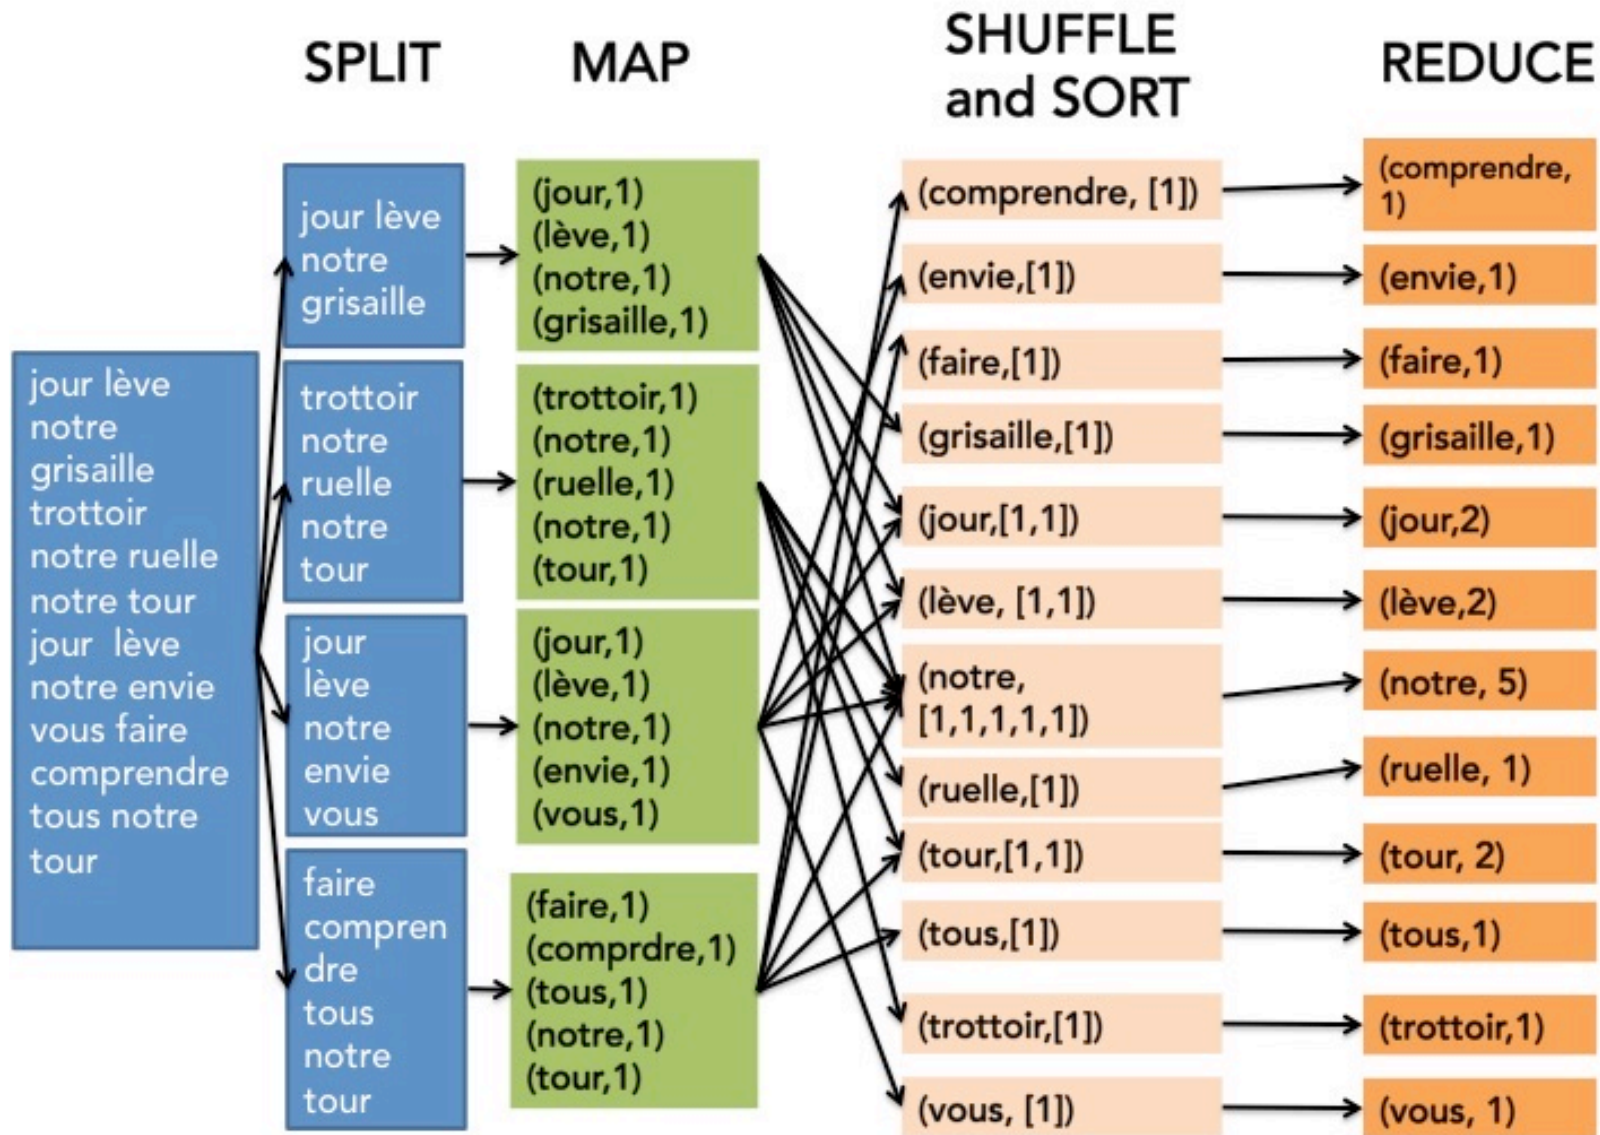 SPLIT
MAP
SHUFFLE
and SORT
REDUCE
jour lève
notre
grisaille
trottoir
notre ruelle
notre tour
jour  lève
notre envie
vous faire
comprendre
tous notre
tour
jour lève
notre
grisaille
trottoir
notre
ruelle
notre
tour
jour
lève
notre
envie
vous
faire
compren
dre
tous
notre
tour
(jour,1)
(lève,1)
(notre,1)
(grisaille,1)
(trottoir,1)
(notre,1)
(ruelle,1)
(notre,1)
(tour,1)
(jour,1)
(lève,1)
(notre,1)
(envie,1)
(vous,1)
(faire,1)
(comprdre,1)
(tous,1)
(notre,1)
(tour,1)
(comprendre, [1])
(envie,[1])
(faire,[1])
(grisaille,[1])
(jour,[1,1])
(lève, [1,1])
(notre,
[1,1,1,1,1])
(ruelle,[1])
(tour,[1,1])
(tous,[1])
(trottoir,[1])
(vous, [1])
(comprendre,
1)
(envie,1)
(faire,1)
(grisaille,1)
(jour,2)
(lève,2)
(notre, 5)
(ruelle, 1)
(tour, 2)
(tous,1)
(trottoir,1)
(vous, 1)